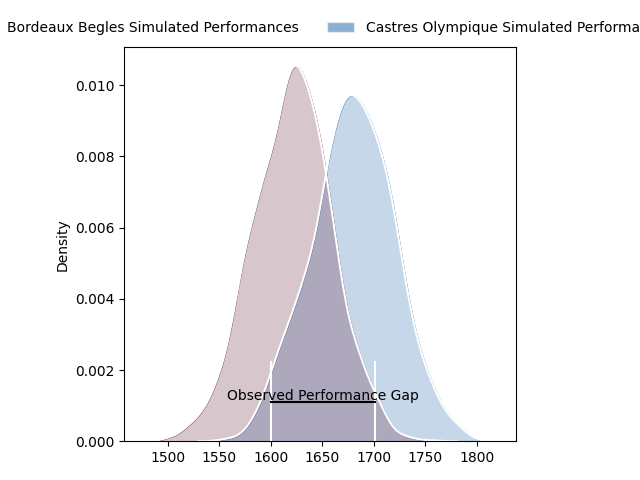 Bordeaux Begles Simulated Performances
Castres Olympique Simulated Performa
0.010
0.008
0.006
0.004
0.002
0.000
Density
Observed Performance Gap
1500 1550 1600 1650 1700 1750 1800